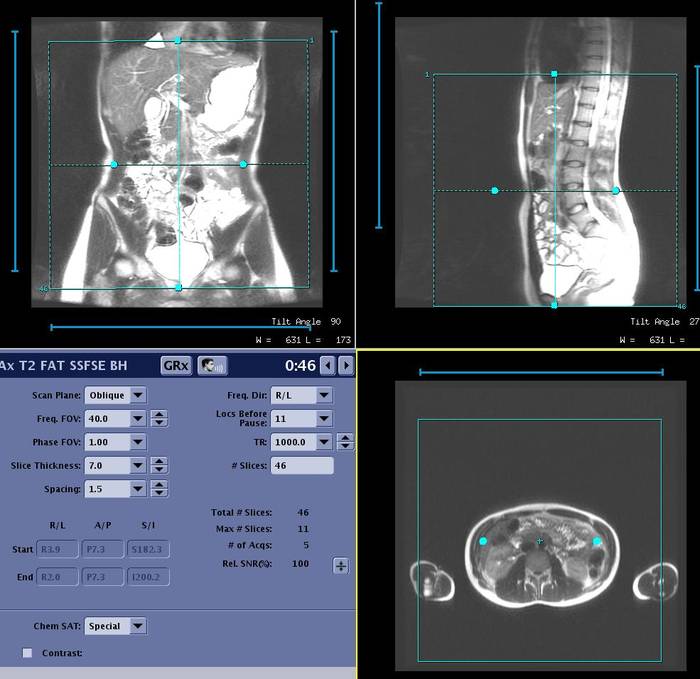 1
46
Tilt Angle 90
W = 631 L = 173
1
46
Tilt Angle 27
W = 631 L =
Ax T2 FAT SSFSE BH GRx 0:46
Scan Plane: Oblique Freq. Dir: R/L
Freq. FOV: 40.0 Locs Before Pause: 11
Phase FOV: 1.00 TR: 1000.0
Slice Thickness: 7.0 # Slices: 46
Spacing: 1.5
Total # Slices: 46
R/L A/P S/I Max # Slices: 11
Start R3.9 P7.3 S182.3 # of Acqs: 5
End R2.0 P7.3 I200.2 Rel. SNR(%): 100
Chem SAT: Special
Contrast: